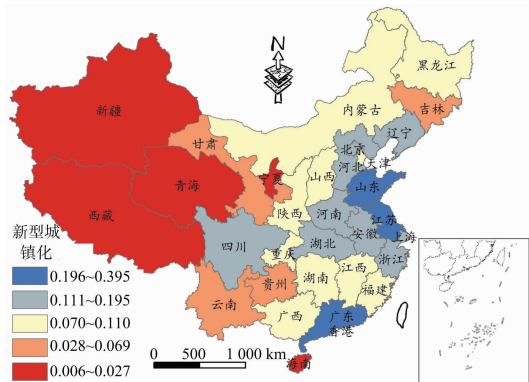 N
黑龙江
内蒙古
吉林
新疆
辽宁
甘肃
北京
天津
河北
宁夏
山西
青海
山东
陕西
河南
江苏
西藏
安徽
上海
四川
湖北
重庆
浙江
新型城
镇化
江西
湖南
贵州
福建
云南
广西
广东
香港
海南
0.196~0.395
0.111~0.195
0.070~0.110
0.028~0.069
0.006~0.027
0 500 1 000 km